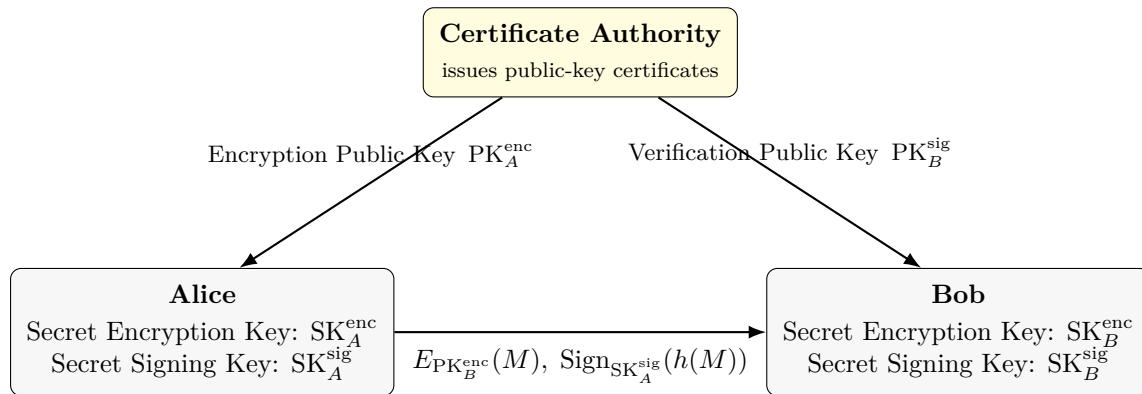 Certificate Authority
issues public-key certificates
Encryption Public Key PK_A^enc
Verification Public Key PK_B^sig
Alice
Secret Encryption Key: SK_A^enc
Secret Signing Key: SK_A^sig
E_{PK_B^enc}(M), Sign_{SK_A^sig}(h(M))
Bob
Secret Encryption Key: SK_B^enc
Secret Signing Key: SK_B^sig